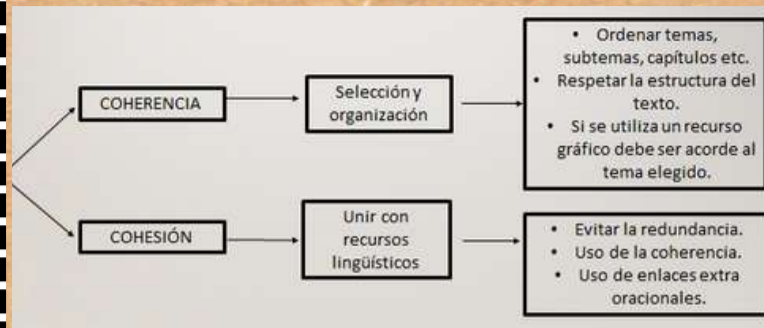 COHERENCIA
Selección y
organización
• Ordenar temas,
subtemas, capítulos etc.
• Respetar la estructura del
texto.
• Si se utiliza un recurso
gráfico debe ser acorde al
tema elegido.
COHESIÓN
Unir con
recursos
lingüísticos
• Evitar la redundancia.
• Uso de la coherencia.
• Uso de enlaces extra
oracionales.